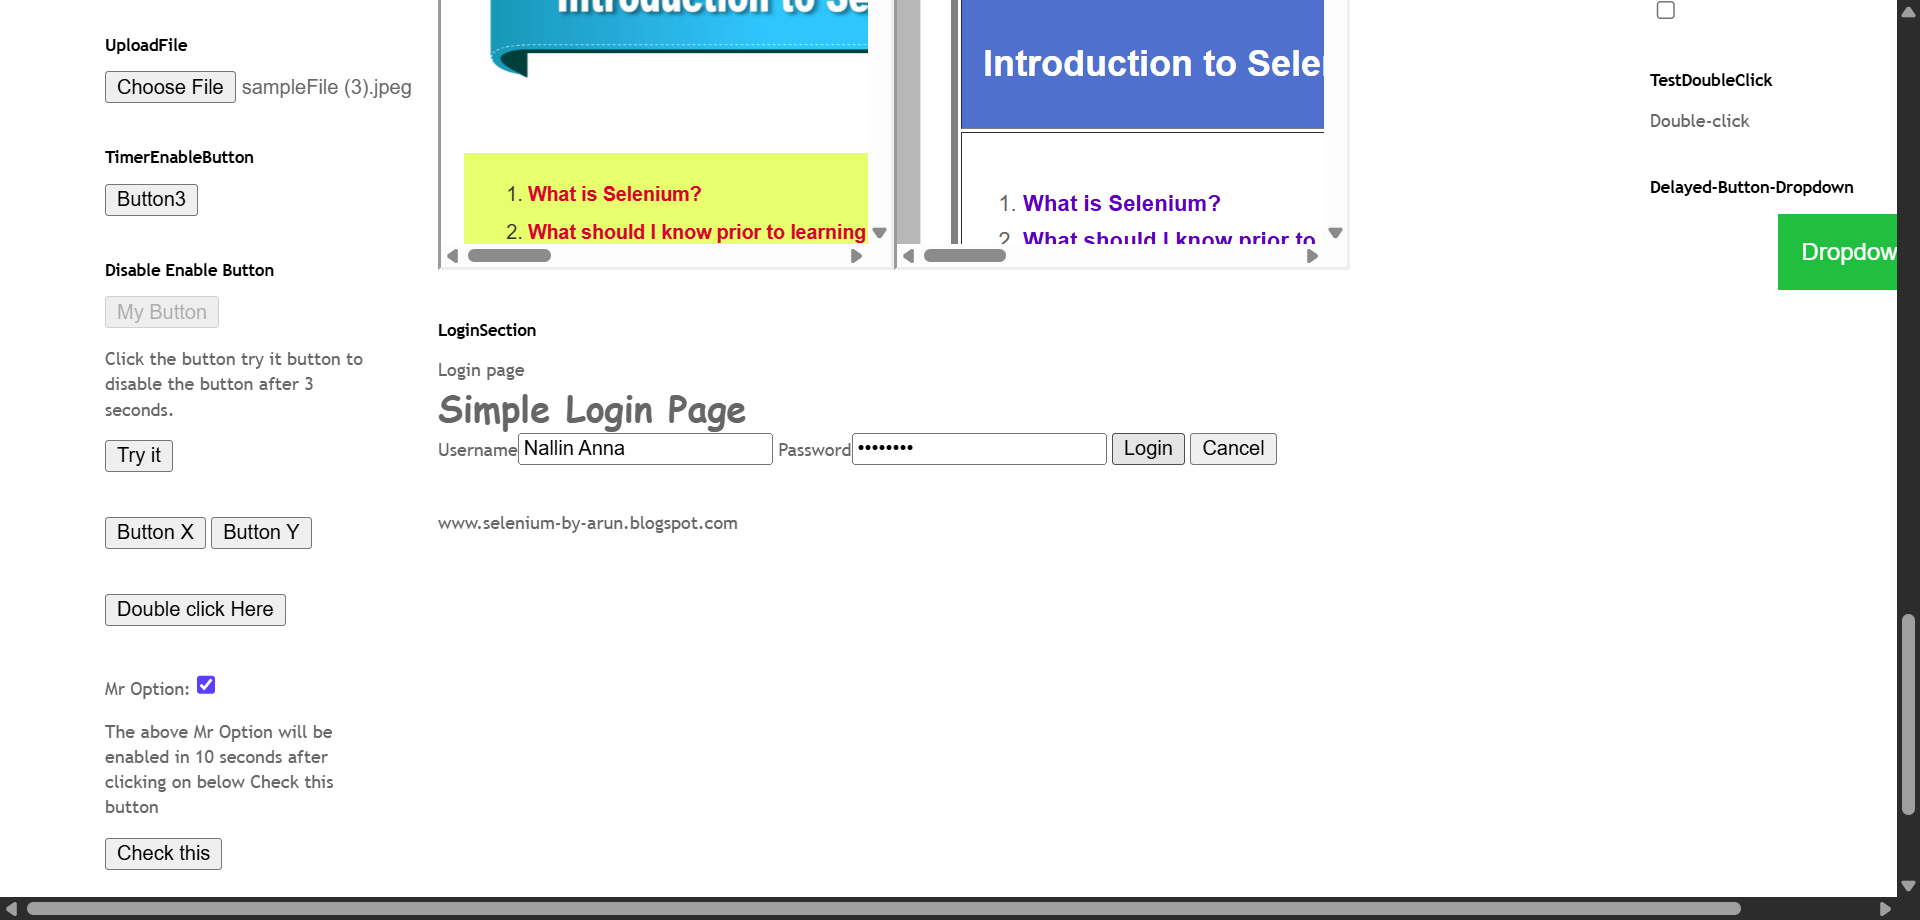 UploadFile
Choose File sampleFile (3).jpeg
TimerEnableButton
Button3
Disable Enable Button
My Button
Click the button try it button to
disable the button after 3
seconds.
Try it
Button X Button Y
Double click Here
Mr Option:
The above Mr Option will be
enabled in 10 seconds after
clicking on below Check this
button
Check this
Introduction to Se
1. What is Selenium?
2. What should I know prior to learning
Introduction to Sele
1. What is Selenium?
2. What should I know prior to
LoginSection
Login page
Simple Login Page
Username Nallin Anna Password •••••••• Login Cancel
www.selenium-by-arun.blogspot.com
TestDoubleClick
Double-click
Delayed-Button-Dropdown
Dropdow